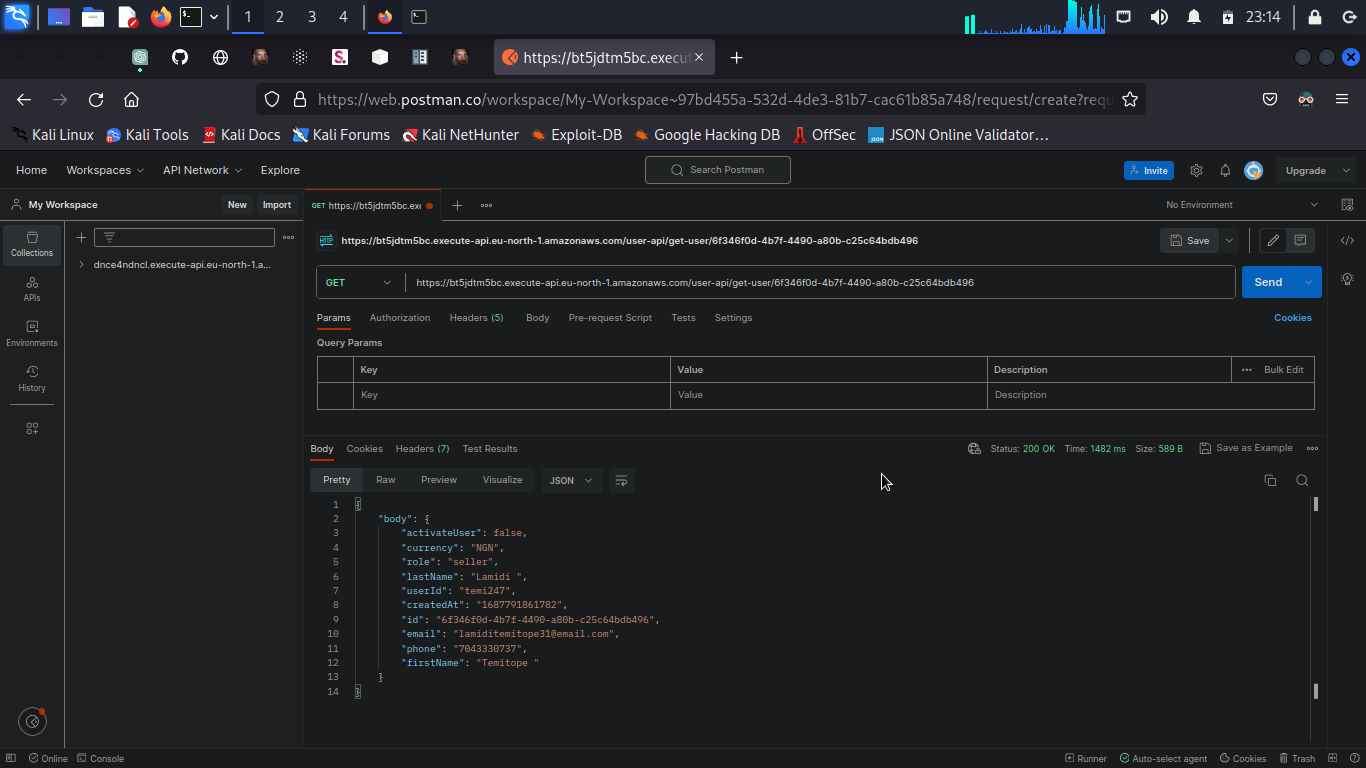 1 2 3 4 23:14
https://bt5jdtm5bc.execut
https://web.postman.co/workspace/My-Workspace~97bd455a-532d-4de3-81b7-cac61b85a748/request/create?requ
Kali Linux Kali Tools Kali Docs Kali Forums Kali NetHunter Exploit-DB Google Hacking DB OffSec JSON Online Validator…
Home Workspaces API Network Explore Search Postman Invite Upgrade
My Workspace New Import GET https://bt5jdtm5bc.exe No Environment
Collections
dnce4ndncl.execute-api.eu-north-1.a...
APIs
Environments
History
HTTP https://bt5jdtm5bc.execute-api.eu-north-1.amazonaws.com/user-api/get-user/6f346f0d-4b7f-4490-a80b-c25c64bdb496 Save
GET https://bt5jdtm5bc.execute-api.eu-north-1.amazonaws.com/user-api/get-user/6f346f0d-4b7f-4490-a80b-c25c64bdb496 Send
Params Authorization Headers (5) Body Pre-request Script Tests Settings Cookies
Query Params
Key Value Description Bulk Edit
Key Value Description
Body Cookies Headers (7) Test Results Status: 200 OK Time: 1482 ms Size: 589 B Save as Example
Pretty Raw Preview Visualize JSON
1 {
2 "body": {
3 "activateUser": false,
4 "currency": "NGN",
5 "role": "seller",
6 "lastName": "Lamidi ",
7 "userId": "temi247",
8 "createdAt": "1687791861782",
9 "id": "6f346f0d-4b7f-4490-a80b-c25c64bdb496",
10 "email": "lamiditemitope31@email.com",
11 "phone": "7043330737",
12 "firstName": "Temitope "
13 }
14 }
Online Console Runner Auto-select agent Cookies Trash